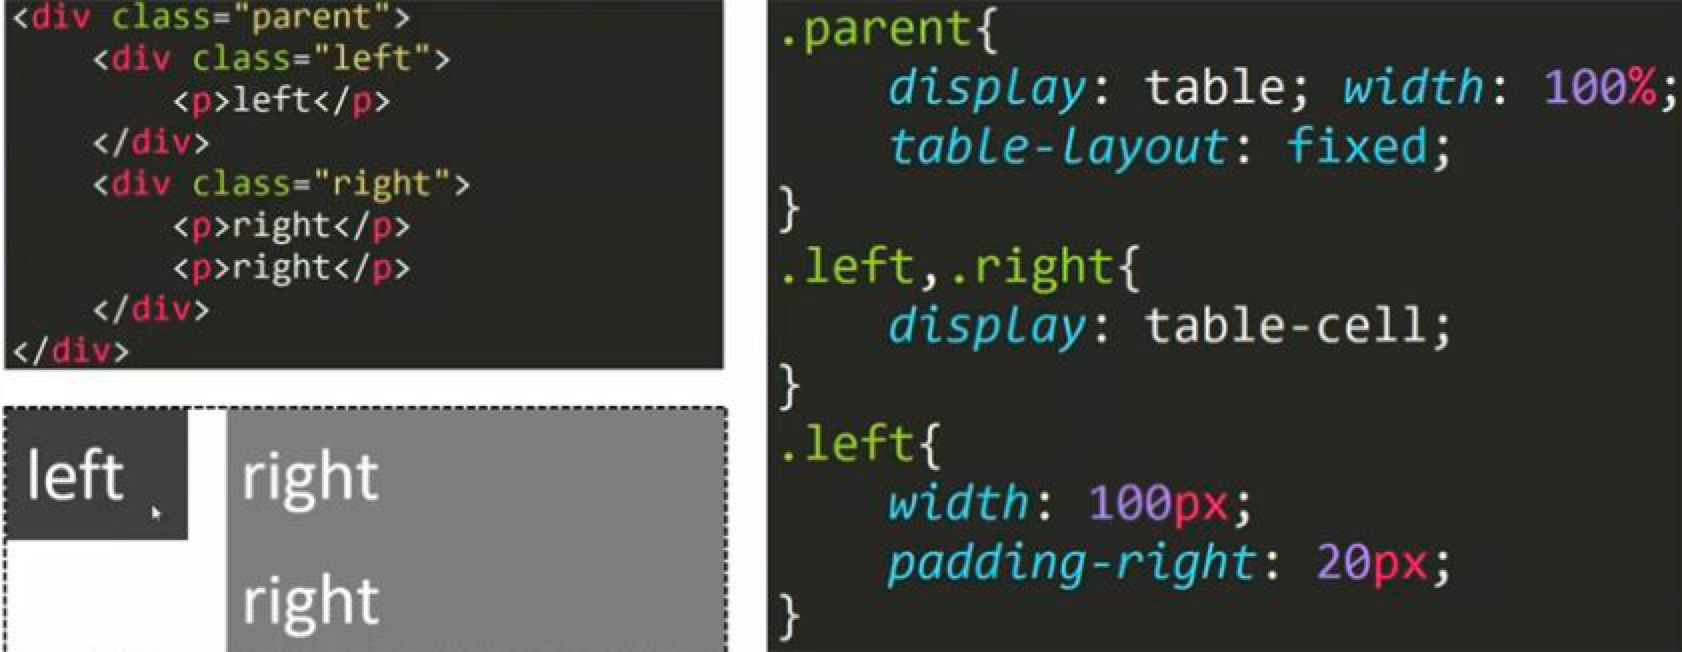 <div class="parent">
    <div class="left">
        <p>left</p>
    </div>
    <div class="right">
        <p>right</p>
        <p>right</p>
    </div>
</div>
left
right
right
.parent{
    display: table; width: 100%;
    table-layout: fixed;
}
.left,.right{
    display: table-cell;
}
.left{
    width: 100px;
    padding-right: 20px;
}